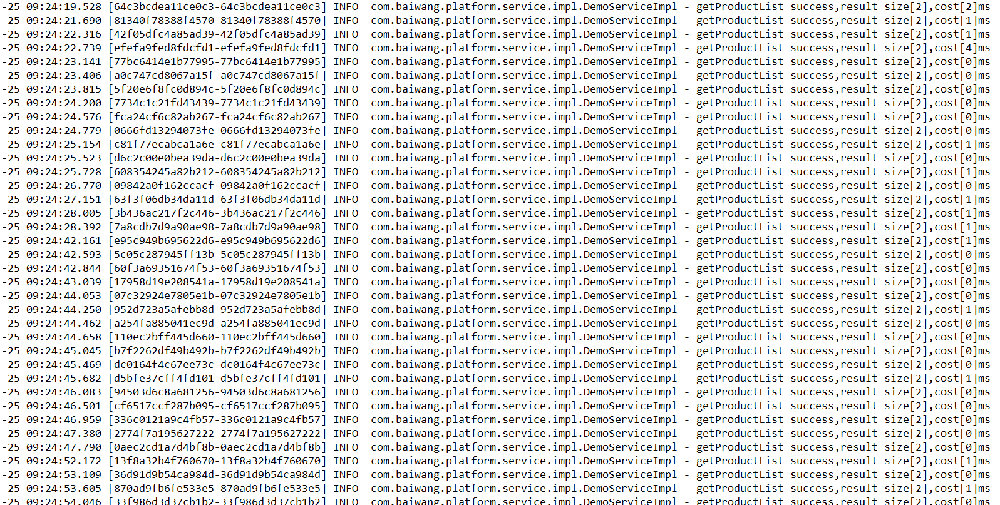 -25 09:24:19.528 [64c3bcdea11ce0c3-64c3bcdea11ce0c3] INFO  com.baiwang.platform.service.impl.DemoServiceImpl - getProductList success,result size[2],cost[2]ms
-25 09:24:21.690 [81340f78388f4570-81340f78388f4570] INFO  com.baiwang.platform.service.impl.DemoServiceImpl - getProductList success,result size[2],cost[1]ms
-25 09:24:22.316 [42f05dfc4a85ad39-42f05dfc4a85ad39] INFO  com.baiwang.platform.service.impl.DemoServiceImpl - getProductList success,result size[2],cost[1]ms
-25 09:24:22.739 [efefa9fed8fdcfd1-efefa9fed8fdcfd1] INFO  com.baiwang.platform.service.impl.DemoServiceImpl - getProductList success,result size[2],cost[4]ms
-25 09:24:23.141 [77bc6414e1b77995-77bc6414e1b77995] INFO  com.baiwang.platform.service.impl.DemoServiceImpl - getProductList success,result size[2],cost[0]ms
-25 09:24:23.406 [a0c747cd8067a15f-a0c747cd8067a15f] INFO  com.baiwang.platform.service.impl.DemoServiceImpl - getProductList success,result size[2],cost[0]ms
-25 09:24:23.815 [5f20e6f8fc0d894c-5f20e6f8fc0d894c] INFO  com.baiwang.platform.service.impl.DemoServiceImpl - getProductList success,result size[2],cost[0]ms
-25 09:24:24.200 [7734c1c21fd43439-7734c1c21fd43439] INFO  com.baiwang.platform.service.impl.DemoServiceImpl - getProductList success,result size[2],cost[0]ms
-25 09:24:24.576 [fca24cf6c82ab267-fca24cf6c82ab267] INFO  com.baiwang.platform.service.impl.DemoServiceImpl - getProductList success,result size[2],cost[0]ms
-25 09:24:24.779 [0666fd13294073fe-0666fd13294073fe] INFO  com.baiwang.platform.service.impl.DemoServiceImpl - getProductList success,result size[2],cost[0]ms
-25 09:24:25.154 [c81f77ecabca1a6e-c81f77ecabca1a6e] INFO  com.baiwang.platform.service.impl.DemoServiceImpl - getProductList success,result size[2],cost[1]ms
-25 09:24:25.523 [d6c2c00e0bea39da-d6c2c00e0bea39da] INFO  com.baiwang.platform.service.impl.DemoServiceImpl - getProductList success,result size[2],cost[0]ms
-25 09:24:25.728 [608354245a82b212-608354245a82b212] INFO  com.baiwang.platform.service.impl.DemoServiceImpl - getProductList success,result size[2],cost[1]ms
-25 09:24:26.770 [09842a0f162ccacf-09842a0f162ccacf] INFO  com.baiwang.platform.service.impl.DemoServiceImpl - getProductList success,result size[2],cost[0]ms
-25 09:24:27.151 [63f3f06db34da11d-63f3f06db34da11d] INFO  com.baiwang.platform.service.impl.DemoServiceImpl - getProductList success,result size[2],cost[1]ms
-25 09:24:28.005 [3b436ac217f2c446-3b436ac217f2c446] INFO  com.baiwang.platform.service.impl.DemoServiceImpl - getProductList success,result size[2],cost[1]ms
-25 09:24:28.392 [7a8cdb7d9a90ae98-7a8cdb7d9a90ae98] INFO  com.baiwang.platform.service.impl.DemoServiceImpl - getProductList success,result size[2],cost[1]ms
-25 09:24:42.161 [e95c949b695622d6-e95c949b695622d6] INFO  com.baiwang.platform.service.impl.DemoServiceImpl - getProductList success,result size[2],cost[1]ms
-25 09:24:42.593 [5c05c287945ff13b-5c05c287945ff13b] INFO  com.baiwang.platform.service.impl.DemoServiceImpl - getProductList success,result size[2],cost[0]ms
-25 09:24:42.844 [60f3a69351674f53-60f3a69351674f53] INFO  com.baiwang.platform.service.impl.DemoServiceImpl - getProductList success,result size[2],cost[0]ms
-25 09:24:43.039 [17958d19e208541a-17958d19e208541a] INFO  com.baiwang.platform.service.impl.DemoServiceImpl - getProductList success,result size[2],cost[0]ms
-25 09:24:44.053 [07c32924e7805e1b-07c32924e7805e1b] INFO  com.baiwang.platform.service.impl.DemoServiceImpl - getProductList success,result size[2],cost[0]ms
-25 09:24:44.250 [952d723a5afebb8d-952d723a5afebb8d] INFO  com.baiwang.platform.service.impl.DemoServiceImpl - getProductList success,result size[2],cost[1]ms
-25 09:24:44.462 [a254fa885041ec9d-a254fa885041ec9d] INFO  com.baiwang.platform.service.impl.DemoServiceImpl - getProductList success,result size[2],cost[0]ms
-25 09:24:44.658 [110ec2bff445d660-110ec2bff445d660] INFO  com.baiwang.platform.service.impl.DemoServiceImpl - getProductList success,result size[2],cost[0]ms
-25 09:24:45.045 [b7f2262df49b492b-b7f2262df49b492b] INFO  com.baiwang.platform.service.impl.DemoServiceImpl - getProductList success,result size[2],cost[0]ms
-25 09:24:45.469 [dc0164f4c67ee73c-dc0164f4c67ee73c] INFO  com.baiwang.platform.service.impl.DemoServiceImpl - getProductList success,result size[2],cost[0]ms
-25 09:24:45.682 [d5bfe37cff4fd101-d5bfe37cff4fd101] INFO  com.baiwang.platform.service.impl.DemoServiceImpl - getProductList success,result size[2],cost[1]ms
-25 09:24:46.083 [94503d6c8a681256-94503d6c8a681256] INFO  com.baiwang.platform.service.impl.DemoServiceImpl - getProductList success,result size[2],cost[0]ms
-25 09:24:46.501 [cf6517ccf287b095-cf6517ccf287b095] INFO  com.baiwang.platform.service.impl.DemoServiceImpl - getProductList success,result size[2],cost[0]ms
-25 09:24:46.959 [336c0121a9c4fb57-336c0121a9c4fb57] INFO  com.baiwang.platform.service.impl.DemoServiceImpl - getProductList success,result size[2],cost[0]ms
-25 09:24:47.380 [2774f7a195627222-2774f7a195627222] INFO  com.baiwang.platform.service.impl.DemoServiceImpl - getProductList success,result size[2],cost[0]ms
-25 09:24:47.790 [0aec2cd1a7d4bf8b-0aec2cd1a7d4bf8b] INFO  com.baiwang.platform.service.impl.DemoServiceImpl - getProductList success,result size[2],cost[0]ms
-25 09:24:52.172 [13f8a32b4f760670-13f8a32b4f760670] INFO  com.baiwang.platform.service.impl.DemoServiceImpl - getProductList success,result size[2],cost[1]ms
-25 09:24:53.109 [36d91d9b54ca984d-36d91d9b54ca984d] INFO  com.baiwang.platform.service.impl.DemoServiceImpl - getProductList success,result size[2],cost[0]ms
-25 09:24:53.605 [870ad9fb6fe533e5-870ad9fb6fe533e5] INFO  com.baiwang.platform.service.impl.DemoServiceImpl - getProductList success,result size[2],cost[1]ms
-25 09:24:54.046 [33f986d3d37cb1b2-33f986d3d37cb1b2] INFO  com.baiwang.platform.service.impl.DemoServiceImpl - getProductList success,result size[2],cost[0]ms